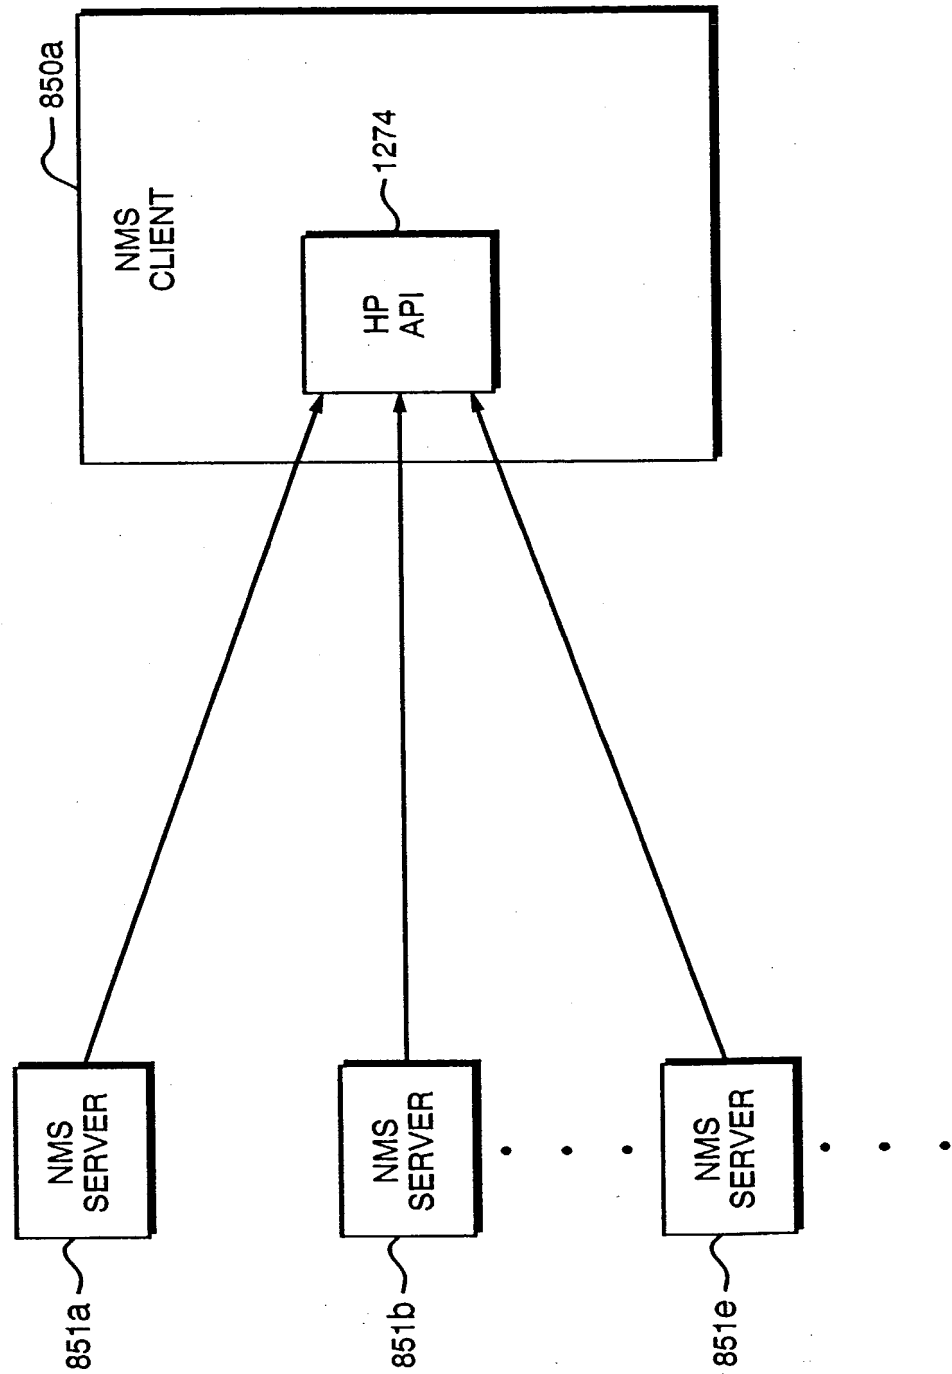 850a
NMS
CLIENT
1274
HP
API
NMS
SERVER
851a
NMS
SERVER
851b
NMS
SERVER
851e